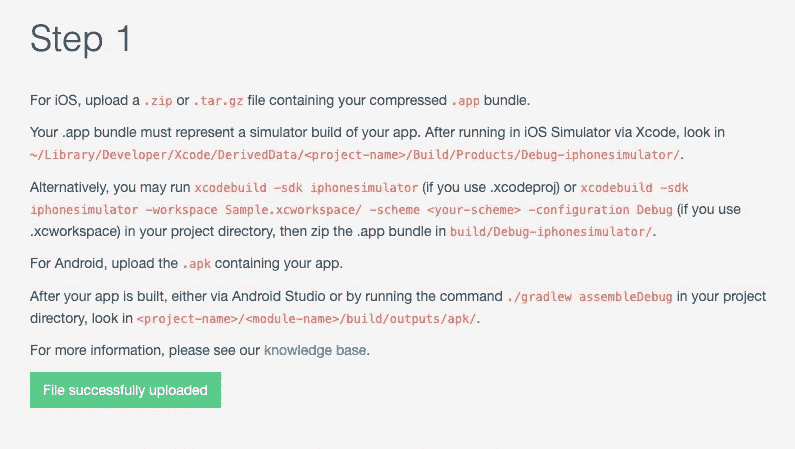 Step 1
For iOS, upload a .zip or .tar.gz file containing your compressed .app bundle.
Your .app bundle must represent a simulator build of your app. After running in iOS Simulator via Xcode, look in
~/Library/Developer/Xcode/DerivedData/<project-name>/Build/Products/Debug-iphonesimulator/.
Alternatively, you may run xcodebuild -sdk iphonesimulator (if you use .xcodeproj) or xcodebuild -sdk
iphonesimulator -workspace Sample.xcworkspace/ -scheme <your-scheme> -configuration Debug (if you use
.xcworkspace) in your project directory, then zip the .app bundle in build/Debug-iphonesimulator/.
For Android, upload the .apk containing your app.
After your app is built, either via Android Studio or by running the command ./gradlew assembleDebug in your project
directory, look in <project-name>/<module-name>/build/outputs/apk/.
For more information, please see our knowledge base.
File successfully uploaded